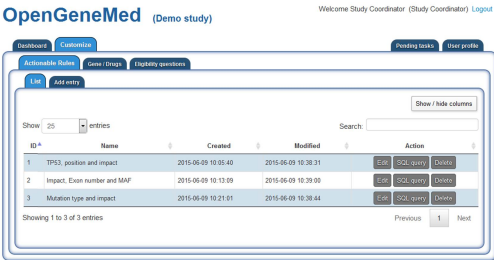 OpenGeneMed (Demo study)
Welcome Study Coordinator (Study Coordinator) Logout
Dashboard Customize Pending tasks User profile
Actionable Rules Gene / Drugs Eligibility questions
List Add entry
Show / hide columns
Show 25 entries Search:
ID Name Created Modified Action
1 TP53, position and impact 2015-06-09 10:05:40 2015-06-09 10:38:31 Edit SQL query Delete
2 Impact, Exon number and MAF 2015-06-09 10:13:09 2015-06-09 10:39:00 Edit SQL query Delete
3 Mutation type and impact 2015-06-09 10:21:01 2015-06-09 10:38:44 Edit SQL query Delete
Showing 1 to 3 of 3 entries Previous 1 Next